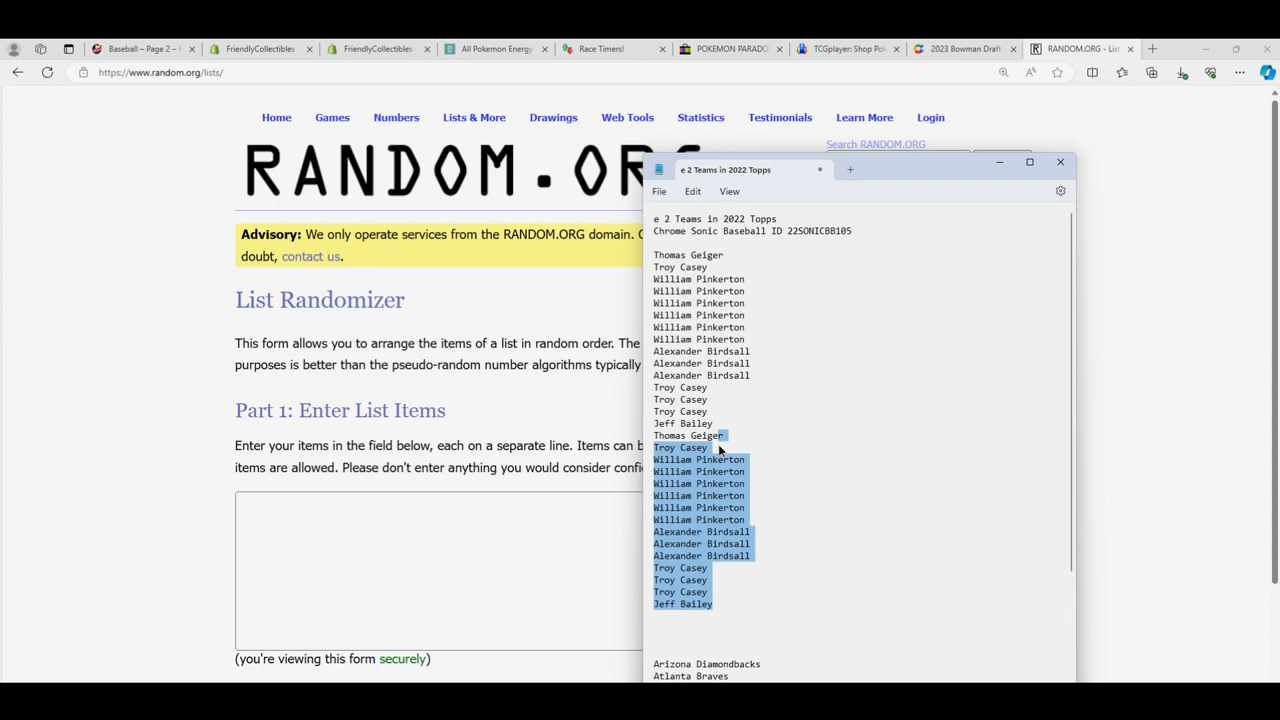 Baseball – Page 2 –
FriendlyCollectibles
FriendlyCollectibles
All Pokemon Energy
Race Timers!
POKEMON PARADO
TCGplayer: Shop Pok
2023 Bowman Draft
RANDOM.ORG - List
https://www.random.org/lists/
Home Games Numbers Lists & More Drawings Web Tools Statistics Testimonials Learn More Login
Search RANDOM.ORG
RANDOM.ORG
Advisory: We only operate services from the RANDOM.ORG domain.
doubt, contact us.
List Randomizer
This form allows you to arrange the items of a list in random order. The
purposes is better than the pseudo-random number algorithms typically
Part 1: Enter List Items
Enter your items in the field below, each on a separate line. Items can b
items are allowed. Please don't enter anything you would consider confi
(you're viewing this form securely)
e 2 Teams in 2022 Topps
File Edit View
e 2 Teams in 2022 Topps
Chrome Sonic Baseball ID 22SONICBB105
Thomas Geiger
Troy Casey
William Pinkerton
William Pinkerton
William Pinkerton
William Pinkerton
William Pinkerton
William Pinkerton
Alexander Birdsall
Alexander Birdsall
Alexander Birdsall
Troy Casey
Troy Casey
Troy Casey
Jeff Bailey
Thomas Geiger
Troy Casey
William Pinkerton
William Pinkerton
William Pinkerton
William Pinkerton
William Pinkerton
William Pinkerton
Alexander Birdsall
Alexander Birdsall
Alexander Birdsall
Troy Casey
Troy Casey
Troy Casey
Jeff Bailey
Arizona Diamondbacks
Atlanta Braves